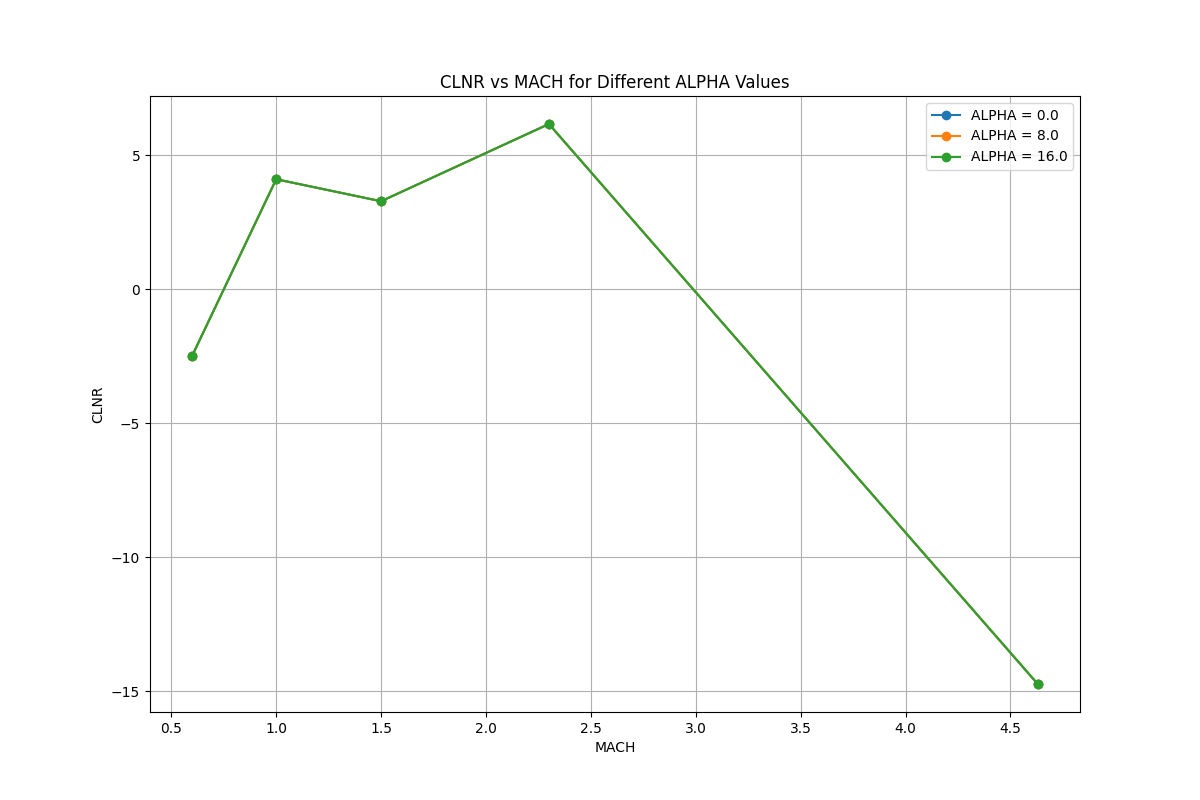 CLNR vs MACH for Different ALPHA Values
ALPHA = 0.0
ALPHA = 8.0
ALPHA = 16.0
5
0
−5
−10
−15
CLNR
0.5 1.0 1.5 2.0 2.5 3.0 3.5 4.0 4.5
MACH